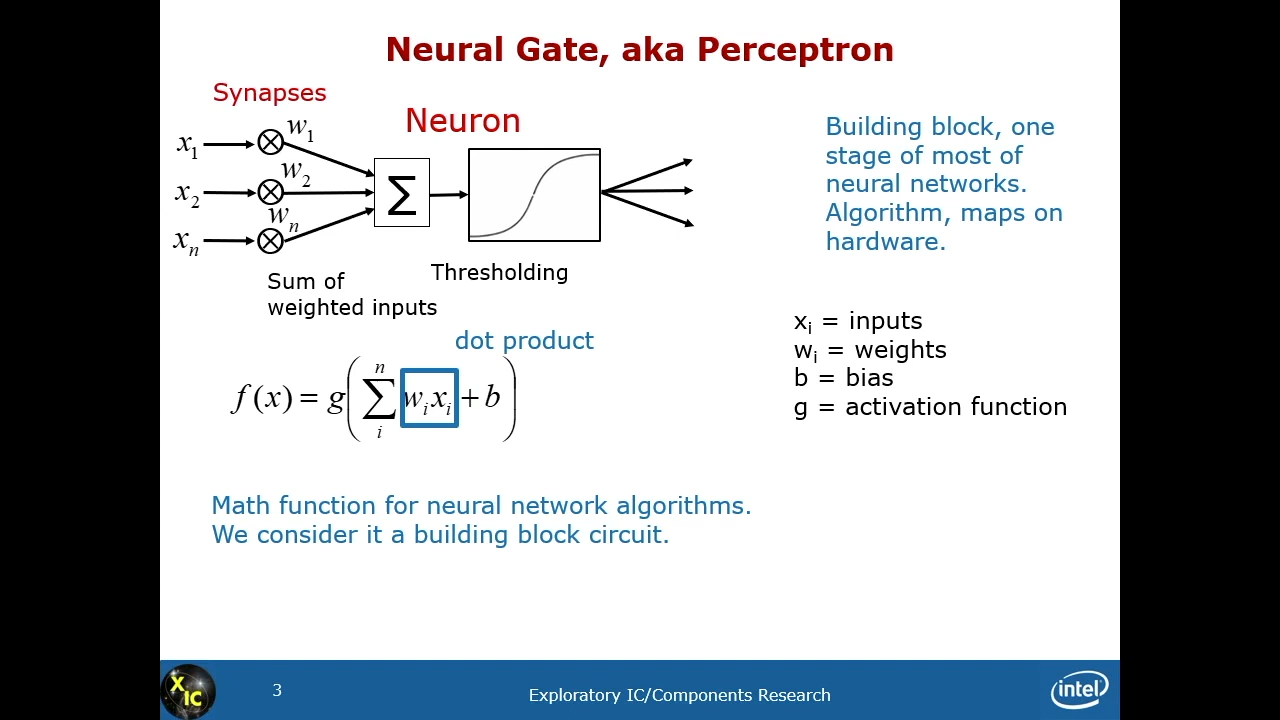 Neural Gate, aka Perceptron
Synapses
Neuron
x1
w1
x2
w2
xn
wn
Σ
Sum of
weighted inputs
Thresholding
Building block, one
stage of most of
neural networks.
Algorithm, maps on
hardware.
dot product
f(x) = g(∑ᵢⁿ wᵢxᵢ + b)
xᵢ = inputs
wᵢ = weights
b = bias
g = activation function
Math function for neural network algorithms.
We consider it a building block circuit.
X
IC
3
Exploratory IC/Components Research
intel